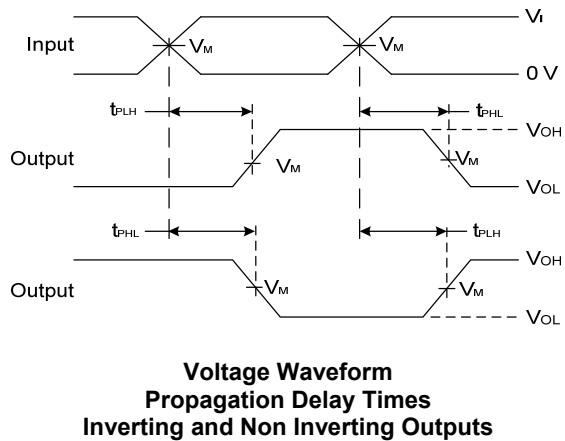 VI
Input
VM
VM
0 V
tPLH
tPHL
VOH
Output
VM
VM
VOL
tPHL
tPLH
VOH
Output
VM
VM
VOL
Voltage Waveform
Propagation Delay Times
Inverting and Non Inverting Outputs